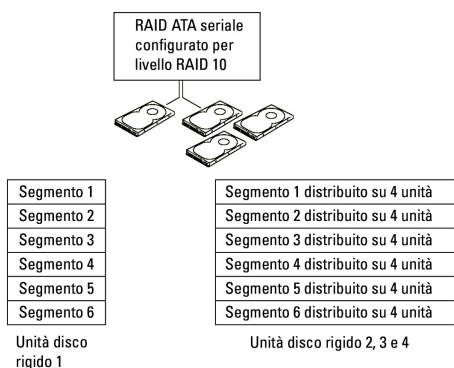 RAID ATA seriale
configurato per
livello RAID 10
Segmento 1
Segmento 2
Segmento 3
Segmento 4
Segmento 5
Segmento 6
Unità disco
rigido 1
Segmento 1 distribuito su 4 unità
Segmento 2 distribuito su 4 unità
Segmento 3 distribuito su 4 unità
Segmento 4 distribuito su 4 unità
Segmento 5 distribuito su 4 unità
Segmento 6 distribuito su 4 unità
Unità disco rigido 2, 3 e 4